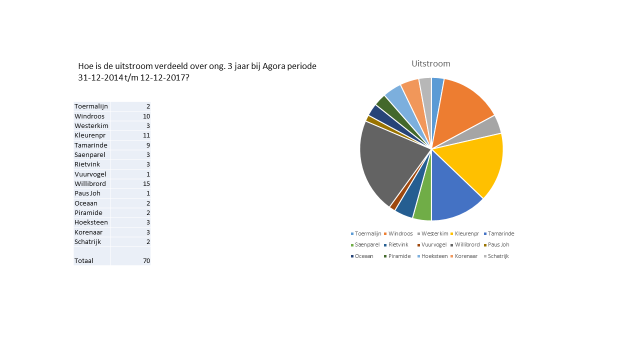 Hoe is de uitstroom verdeeld over ong. 3 jaar bij Agora periode
31-12-2014t/m 12-12-2017?
Toermalijn 2
Windroos 10
Westerkim 3
Kleurenpr 11
Tamarinde 9
Saenparel 3
Rietvink 3
Vuurvogel 1
Willibrord 15
Paus Joh 1
Oceaan 2
Piramide 2
Hoeksteen 3
Korenaar 3
Schatrijk 2
Totaal 70
Uitstroom
Toermalijn Windroos Westerkim Kleurenpr Tamarinde
Saenparel Rietvink Vuurvogel Willibrord Paus Joh
Oceaan Piramide Hoeksteen Korenaar Schatrijk